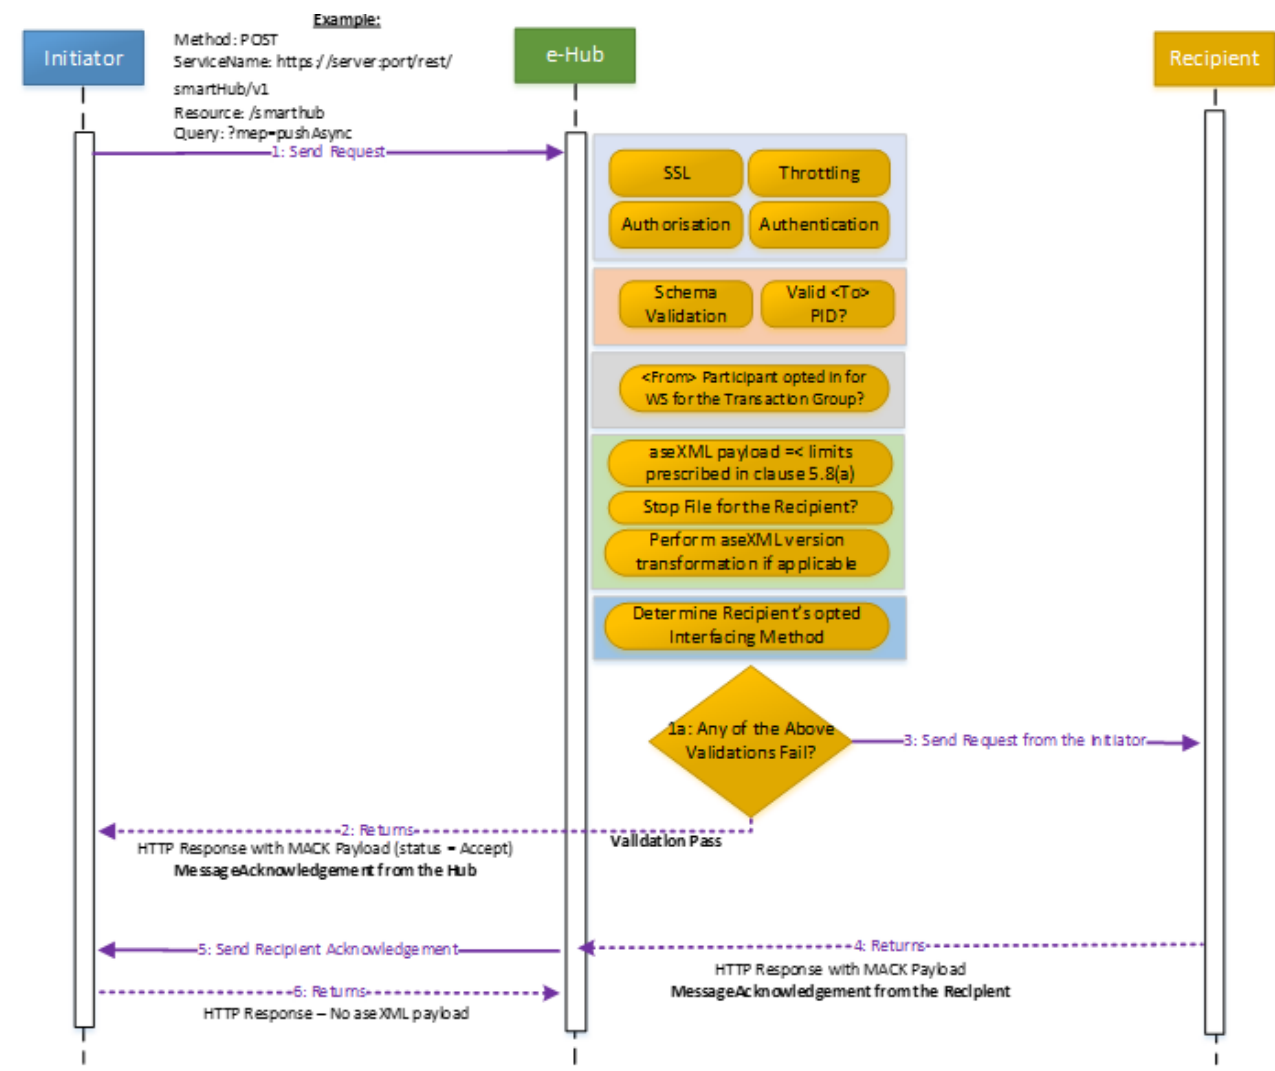 Example:
Initiator
Method: POST
ServiceName: https://server:port/rest/
smartHub/v1
Resource: /smarthub
Query: ?mep=pushAsync
e-Hub
Recipient
1: Send Request
SSL
Throttling
Authorisation
Authentication
Schema
Validation
Valid <To>
PID?
<From> Participant opted in for
WS for the Transaction Group?
aseXML payload =< limits
prescribed in clause 5.8(a)
Stop File for the Recipient?
Perform aseXML version
transformation if applicable
Determine Recipient's opted
Interfacing Method
1a: Any of the Above
Validations Fail?
3: Send Request from the Initiator
2: Returns
HTTP Response with MACK Payload (status = Accept)
MessageAcknowledgement from the Hub
Validation Pass
5: Send Recipient Acknowledgement
4: Returns
HTTP Response with MACK Payload
MessageAcknowledgement from the Recipient
6: Returns
HTTP Response – No aseXML payload